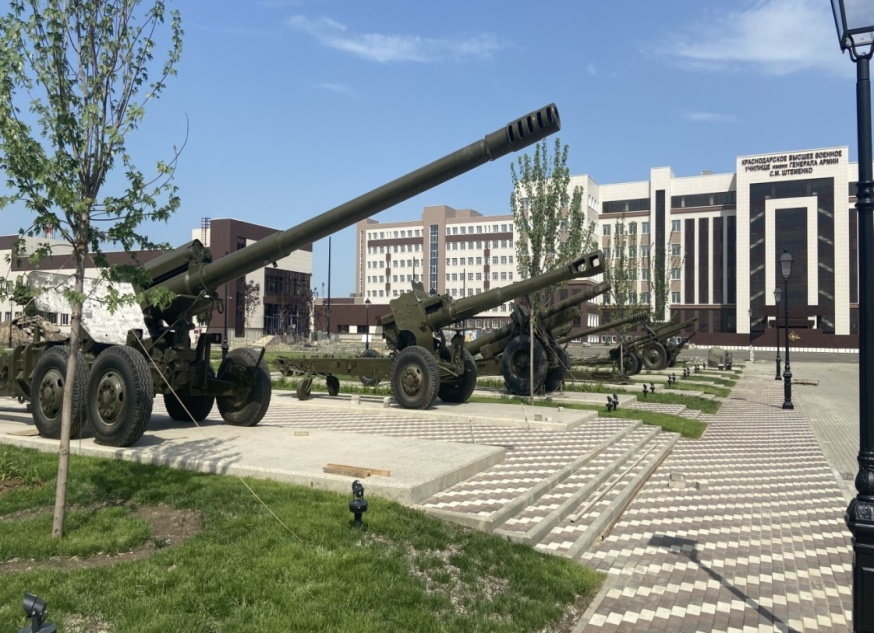 КРАСНОДАРСКОЕ ВЫСШЕЕ ВОЕННОЕ
УЧИЛИЩЕ имени ГЕНЕРАЛА АРМИИ
С.М. ШТЕМЕНКО